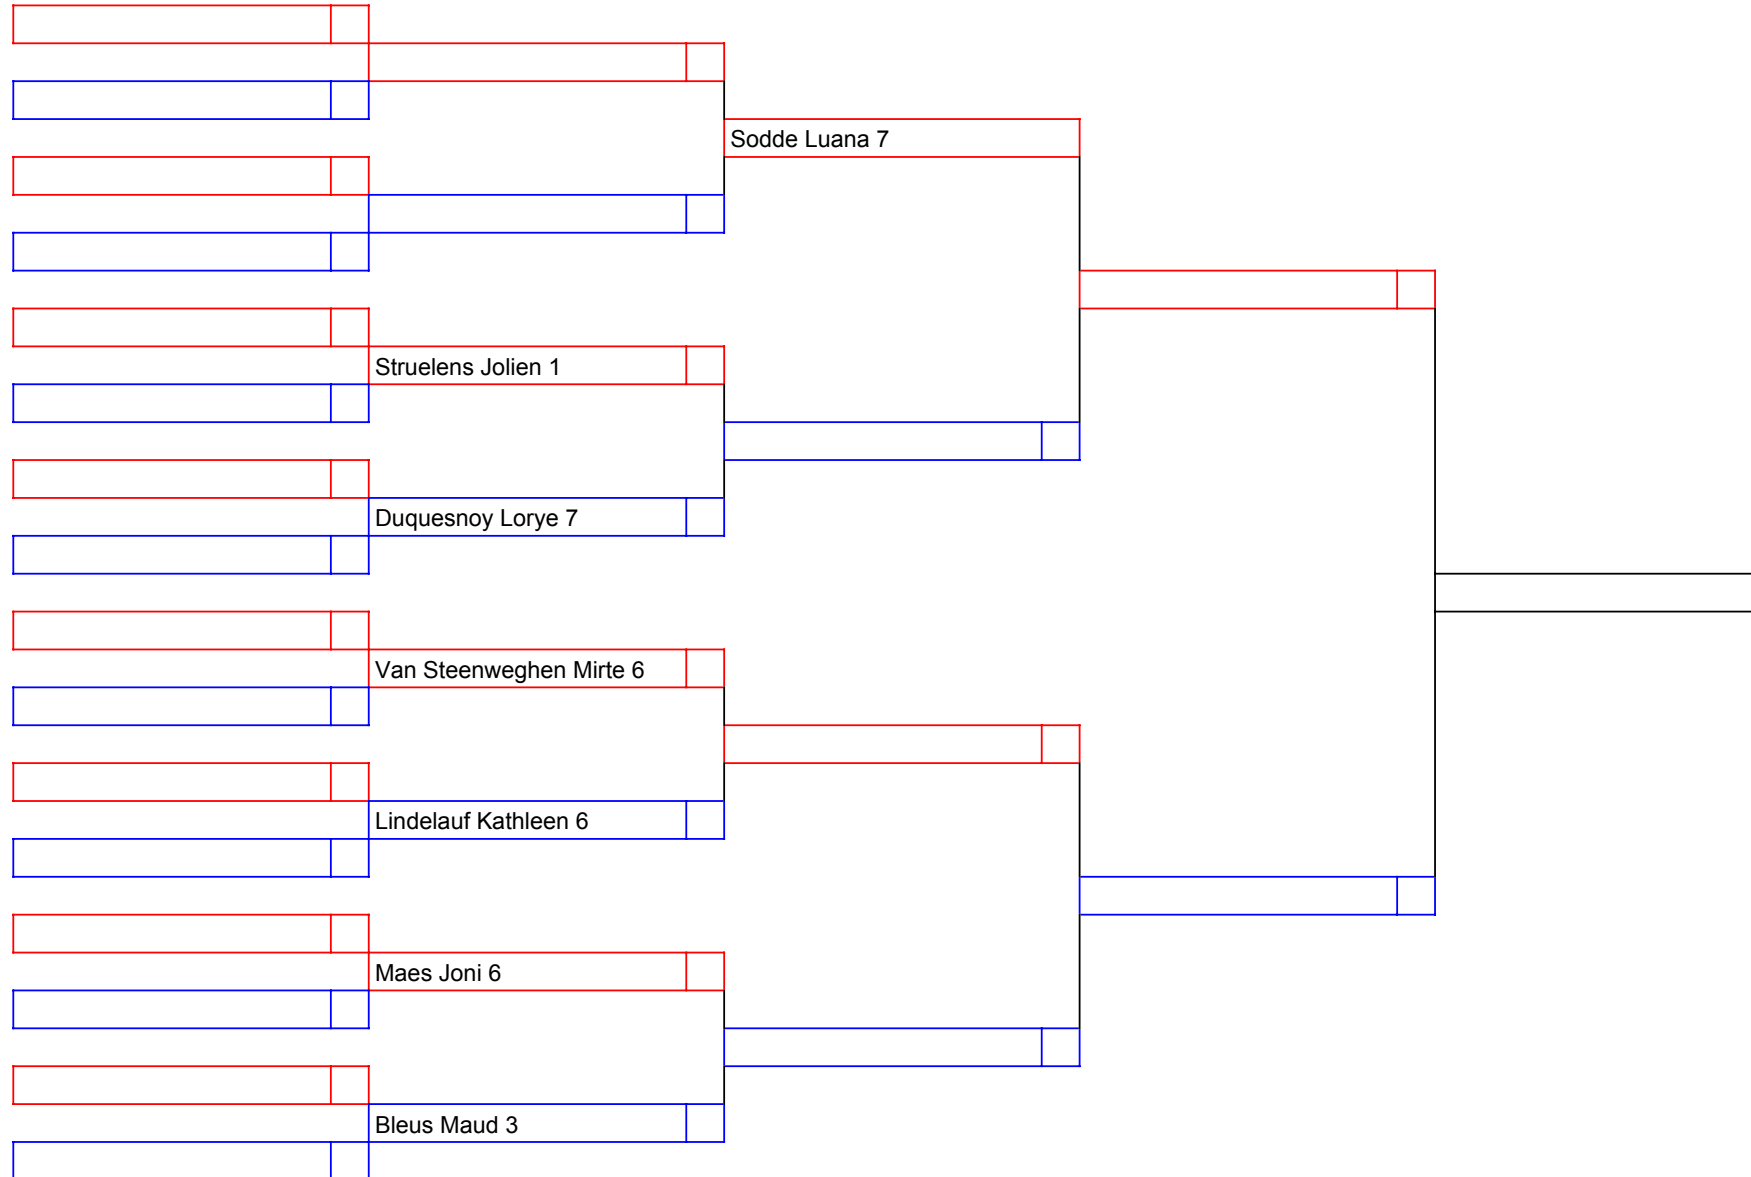 Sodde Luana 7
Struelens Jolien 1
Duquesnoy Lorye 7
Van Steenweghen Mirte 6
Lindelauf Kathleen 6
Maes Joni 6
Bleus Maud 3